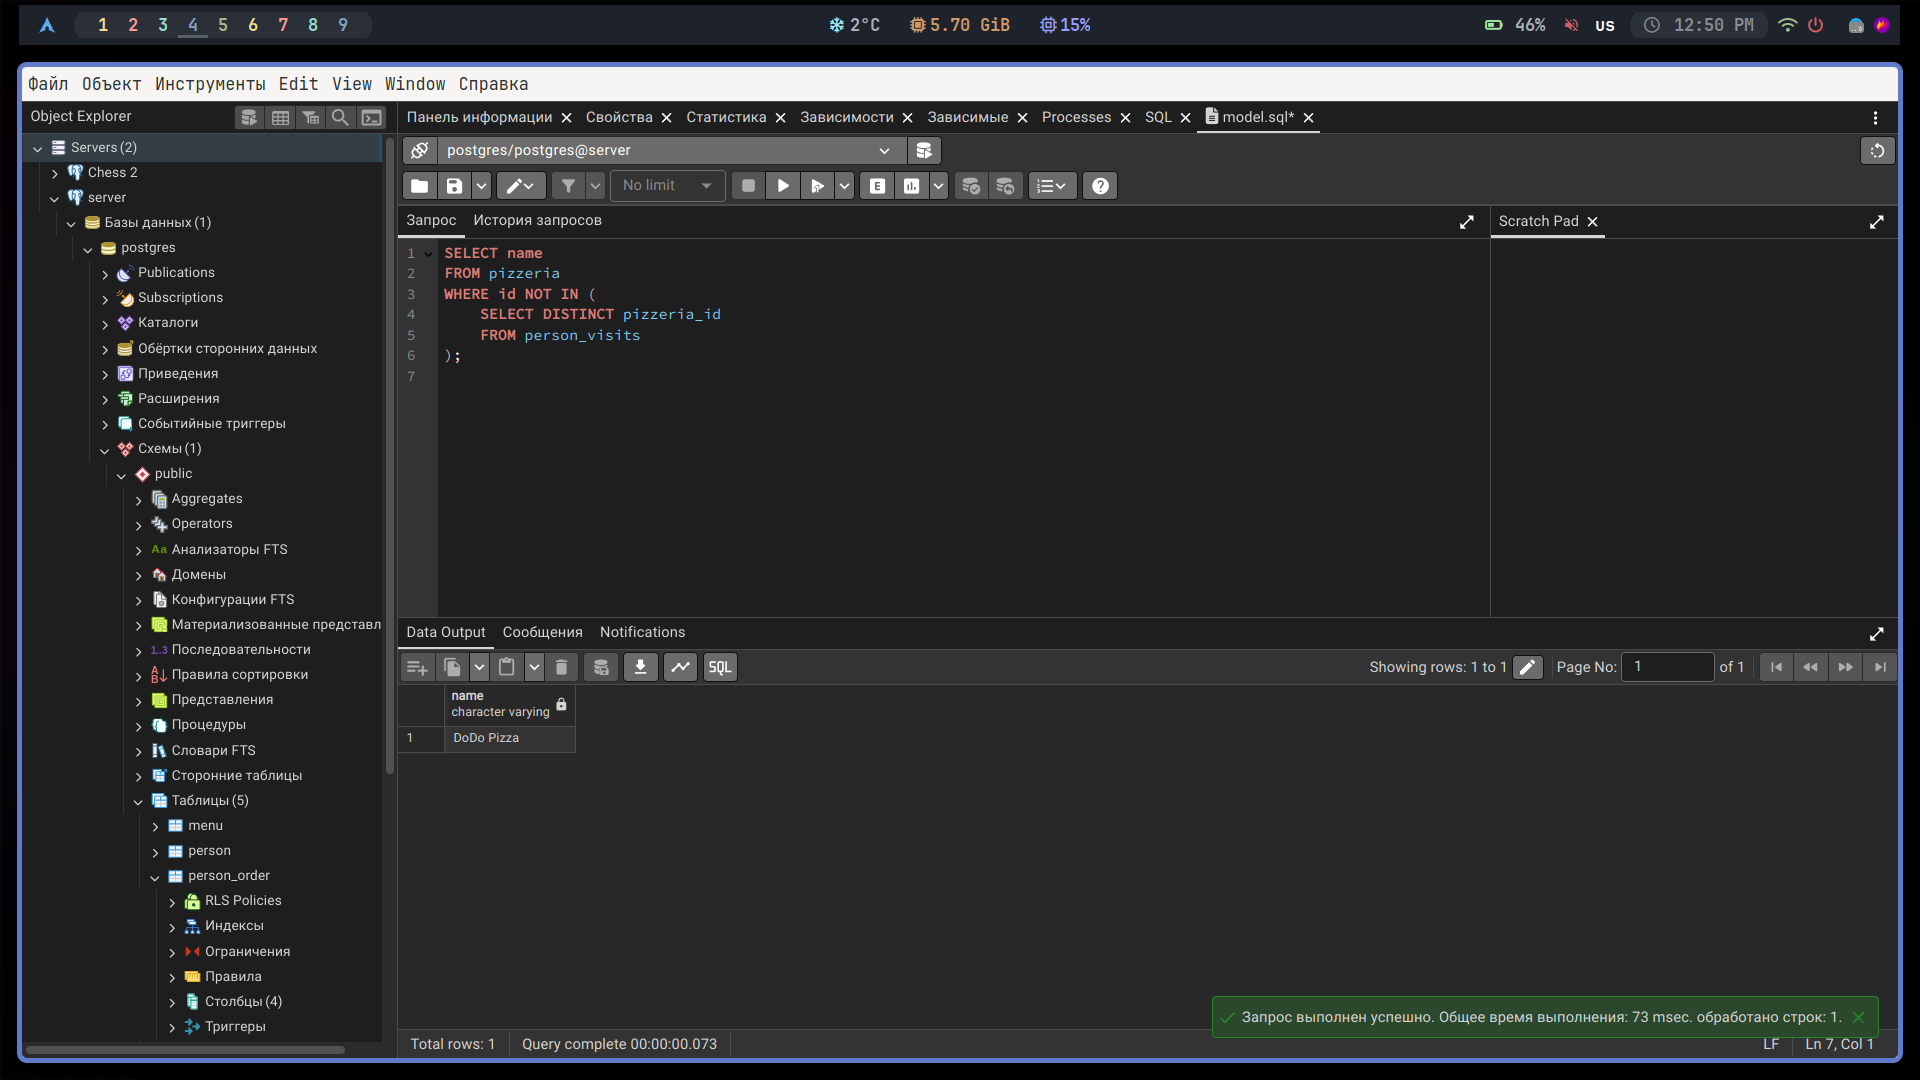 1 2 3 4 5 6 7 8 9
2°C 5.70 GiB 15%
46% US 12:50 PM
Файл Объект Инструменты Edit View Window Справка
Object Explorer
Servers (2)
Chess 2
server
Базы данных (1)
postgres
Publications
Subscriptions
Каталоги
Обёртки сторонних данных
Приведения
Расширения
Событийные триггеры
Схемы (1)
public
Aggregates
Operators
Aa Анализаторы FTS
Домены
Конфигурации FTS
Материализованные представл
1..3 Последовательности
Правила сортировки
Представления
Процедуры
Словари FTS
Сторонние таблицы
Таблицы (5)
menu
person
person_order
RLS Policies
Индексы
Ограничения
Правила
Столбцы (4)
Триггеры
Панель информации Свойства Статистика Зависимости Зависимые Processes SQL model.sql*
postgres/postgres@server
No limit E
Запрос История запросов
Scratch Pad
1 SELECT name
2 FROM pizzeria
3 WHERE id NOT IN (
4 SELECT DISTINCT pizzeria_id
5 FROM person_visits
6 );
7
Data Output Сообщения Notifications
SQL Showing rows: 1 to 1 Page No: 1 of 1
name
character varying
1 DoDo Pizza
Запрос выполнен успешно. Общее время выполнения: 73 msec. обработано строк: 1.
Total rows: 1 Query complete 00:00:00.073 LF Ln 7, Col 1